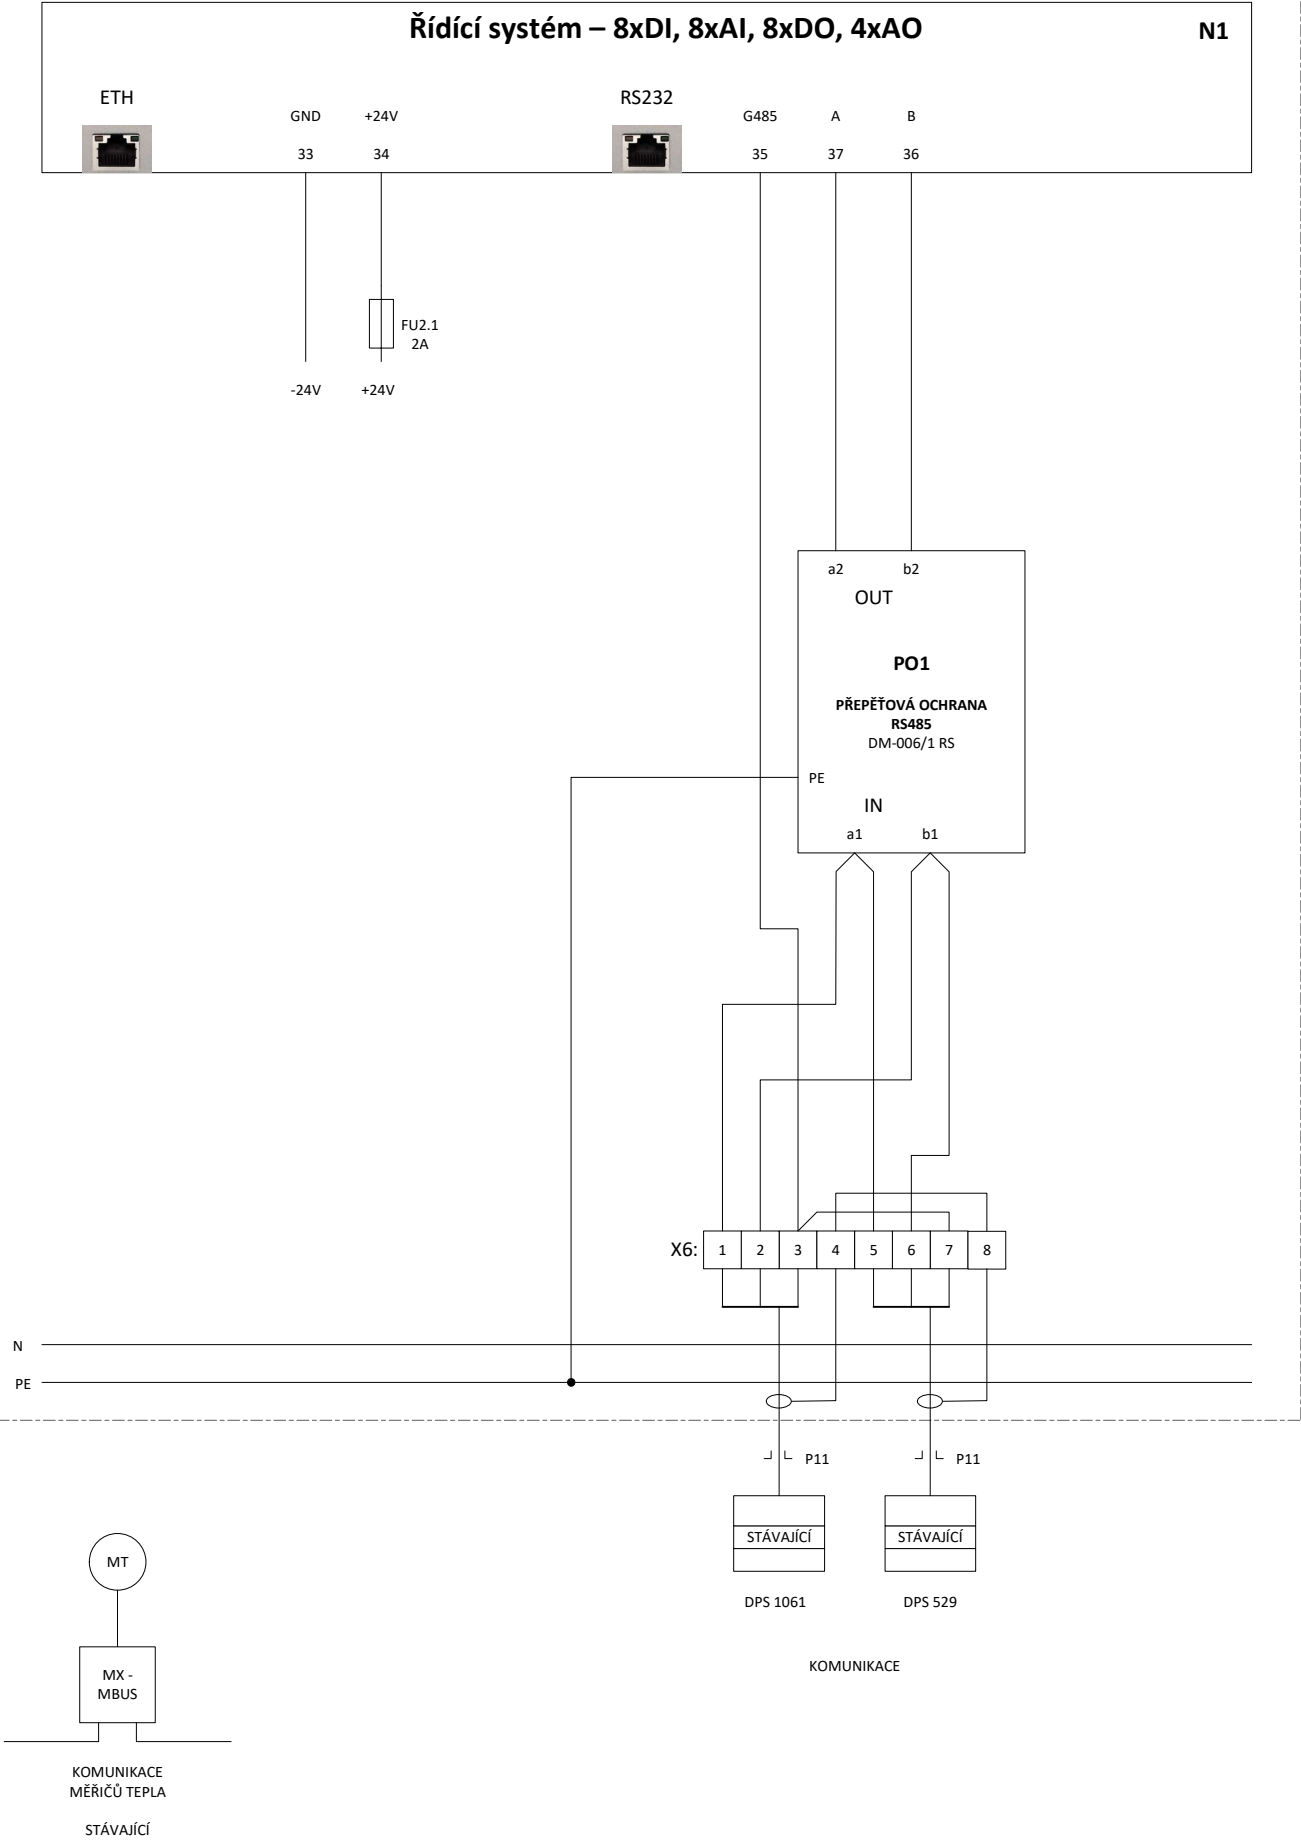 Řídící systém – 8xDI, 8xAI, 8xDO, 4xAO
N1
ETH
RS232
GND
+24V
G485
A
B
33
34
35
37
36
FU2.1
2A
-24V
+24V
a2
b2
OUT
PO1
PŘEPĚŤOVÁ OCHRANA
RS485
DM-006/1 RS
PE
IN
a1
b1
X6:
1
2
3
4
5
6
7
8
N
PE
P11
P11
STÁVAJÍCÍ
STÁVAJÍCÍ
DPS 1061
DPS 529
KOMUNIKACE
MT
MX -
MBUS
KOMUNIKACE
MĚŘIČŮ TEPLA
STÁVAJÍCÍ